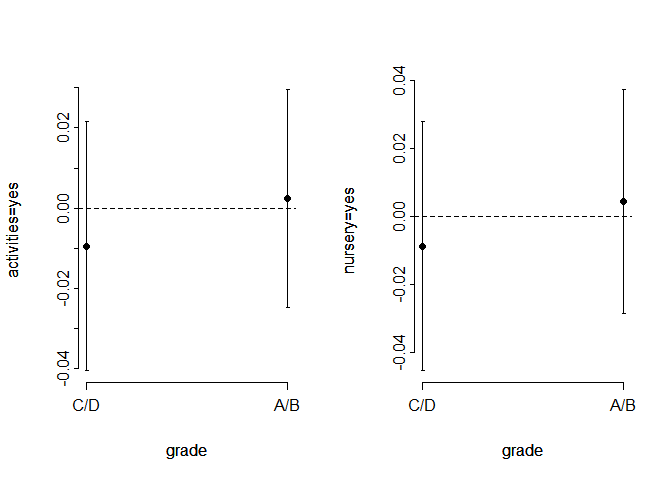 activities=yes
0.02
0.00
-0.02
-0.04
C/D
A/B
grade
nursery=yes
0.04
0.02
0.00
-0.02
-0.04
C/D
A/B
grade